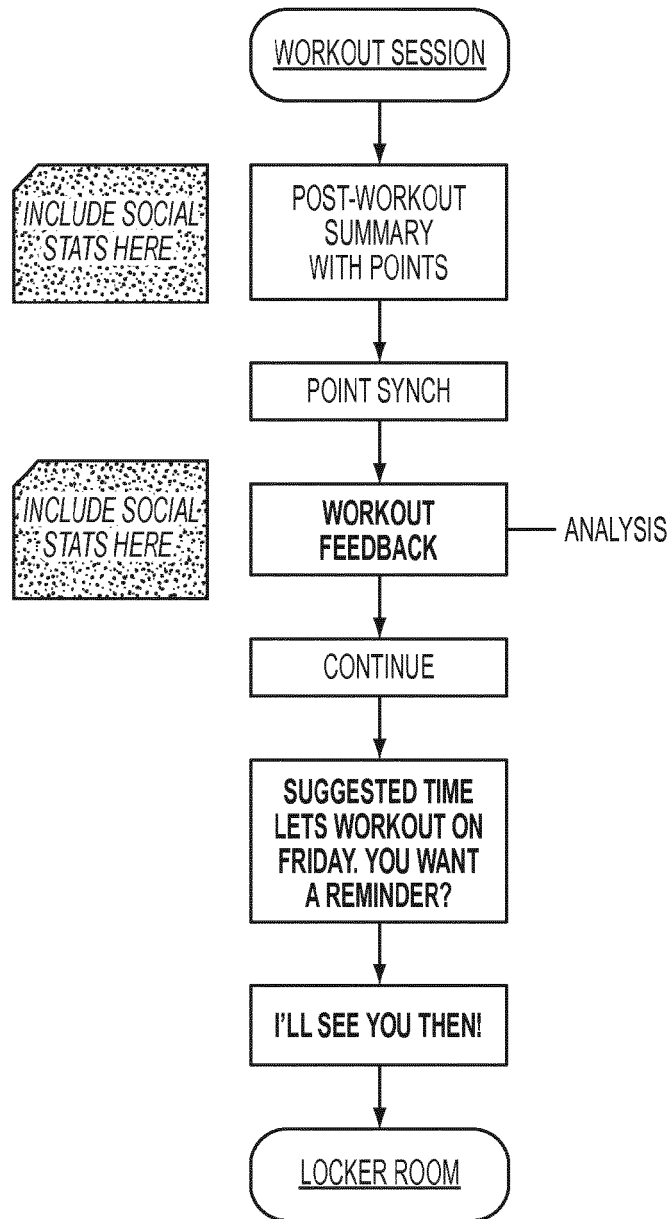 WORKOUT SESSION
INCLUDE SOCIAL
STATS HERE
POST-WORKOUT
SUMMARY
WITH POINTS
POINT SYNCH
INCLUDE SOCIAL
STATS HERE
WORKOUT
FEEDBACK
ANALYSIS
CONTINUE
SUGGESTED TIME
LETS WORKOUT ON
FRIDAY. YOU WANT
A REMINDER?
I'LL SEE YOU THEN!
LOCKER ROOM